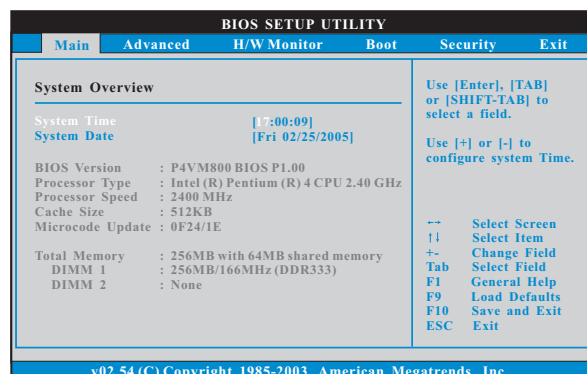 BIOS SETUP UTILITY
Main Advanced H/W Monitor Boot Security Exit
System Overview
System Time [17:00:09]
System Date [Fri 02/25/2005]
BIOS Version : P4VM800 BIOS P1.00
Processor Type : Intel (R) Pentium (R) 4 CPU 2.40 GHz
Processor Speed : 2400 MHz
Cache Size : 512KB
Microcode Update : 0F24/1E
Total Memory : 256MB with 64MB shared memory
DIMM 1 : 256MB/166MHz (DDR333)
DIMM 2 : None
Use [Enter], [TAB]
or [SHIFT-TAB] to
select a field.
Use [+] or [-] to
configure system Time.
←→ Select Screen
↑↓ Select Item
+- Change Field
Tab Select Field
F1 General Help
F9 Load Defaults
F10 Save and Exit
ESC Exit
v02.54 (C) Copyright 1985-2003, American Megatrends, Inc.